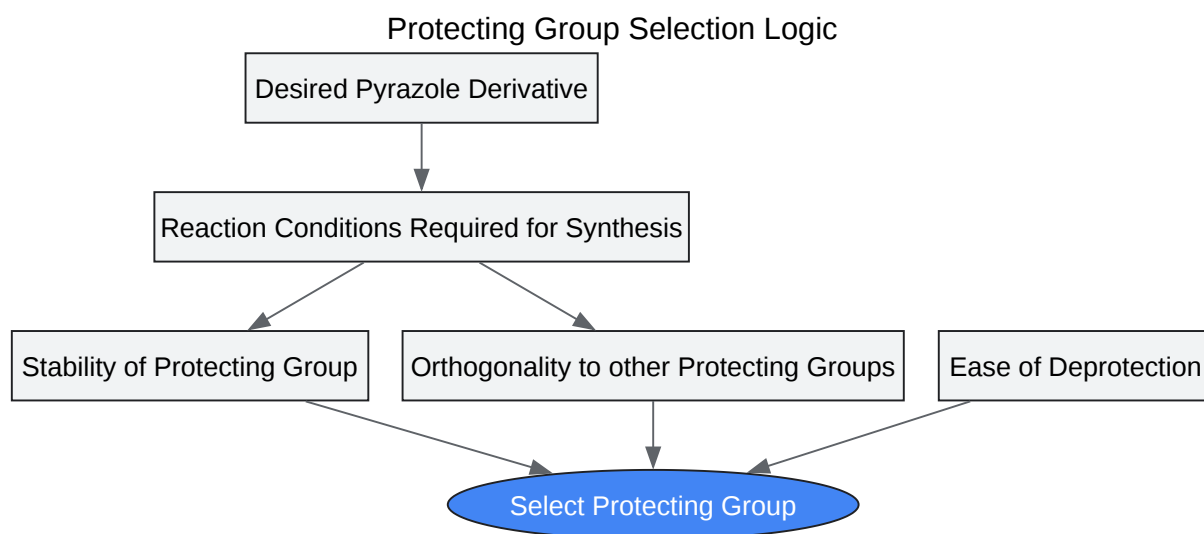 Protecting Group Selection Logic
Desired Pyrazole Derivative
Reaction Conditions Required for Synthesis
Stability of Protecting Group
Orthogonality to other Protecting Groups
Ease of Deprotection
Select Protecting Group